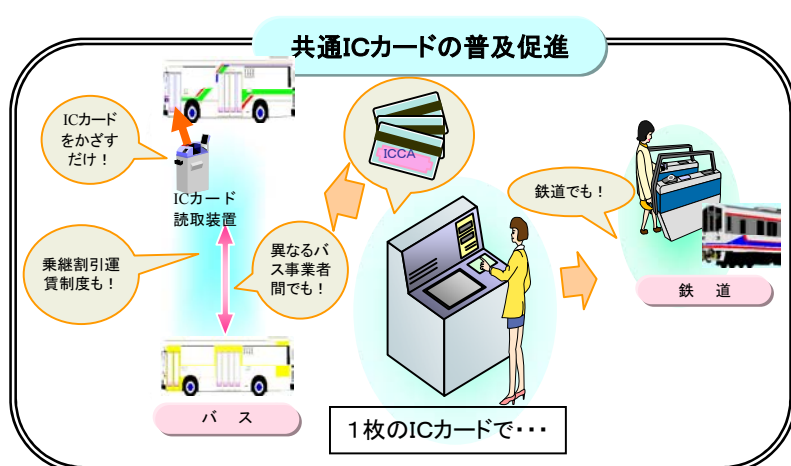 共通ICカードの普及促進
ICカード
をかざす
だけ！
ICカード
読取装置
ICCA
鉄道でも！
乗継割引運
賃制度も！
異なるバ
ス事業者
間でも！
鉄 道
バ ス
１枚のICカードで・・・